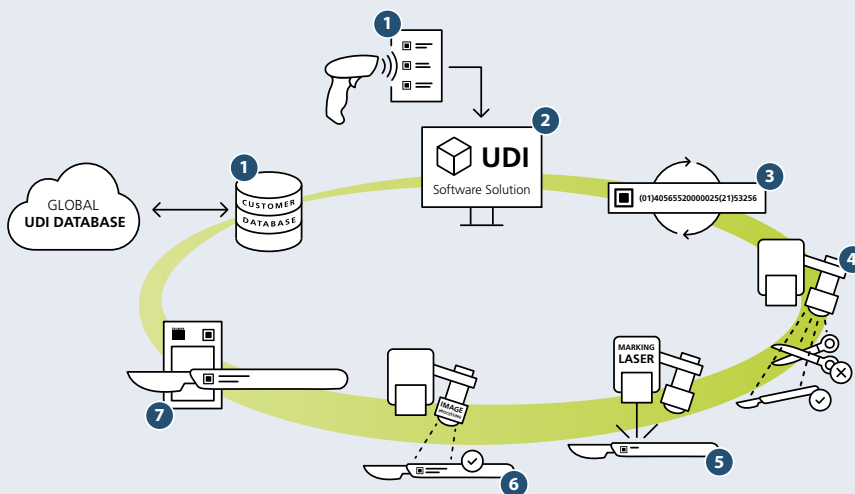 1
2
UDI
Software Solution
1
CUSTOMER
DATABASE
GLOBAL
UDI DATABASE
3
(01)40565520000025(21)53256
4
MARKING
LASER
IMAGE
PROCESSING
5
6
7